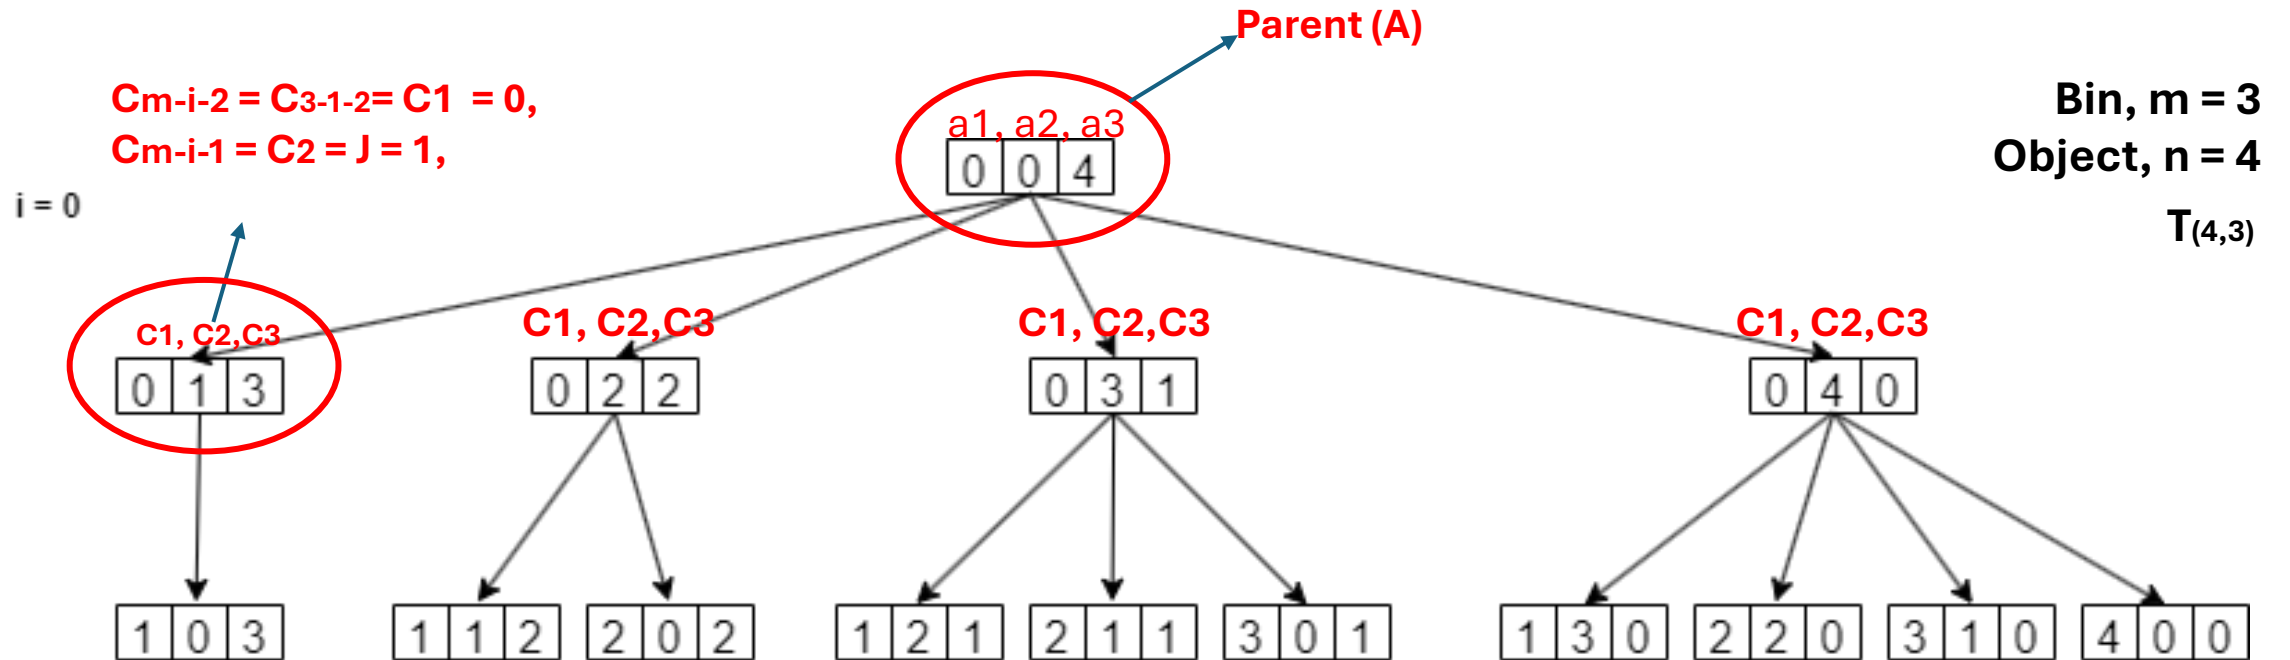 Parent (A)
Cm-i-2 = C3-1-2= C1 = 0,
Cm-i-1 = C2 = J = 1,
Bin, m = 3
Object, n = 4
T(4,3)
a1, a2, a3
0 0 4
i = 0
C1, C2,C3
C1, C2,C3
C1, C2,C3
C1, C2,C3
0 1 3
0 2 2
0 3 1
0 4 0
1 0 3
1 1 2
2 0 2
1 2 1
2 1 1
3 0 1
1 3 0
2 2 0
3 1 0
4 0 0